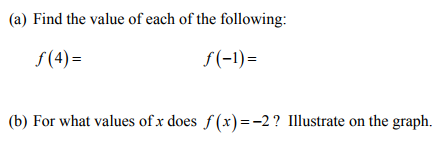 (a) Find the value of each of the following:
f(4)= f(−1)=
(b) For what values of x does f(x)=−2? Illustrate on the graph.